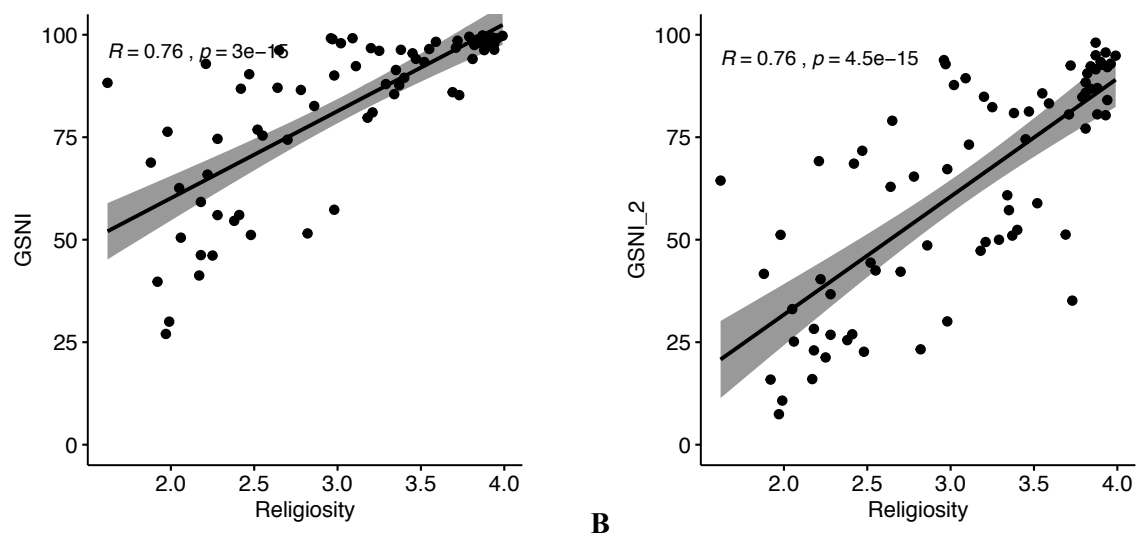 100
75
50
25
0
GSNI
R = 0.76 , p = 3e−15
2.0 2.5 3.0 3.5 4.0
Religiosity
B
100
75
50
25
0
GSNI_2
R = 0.76 , p = 4.5e−15
2.0 2.5 3.0 3.5 4.0
Religiosity